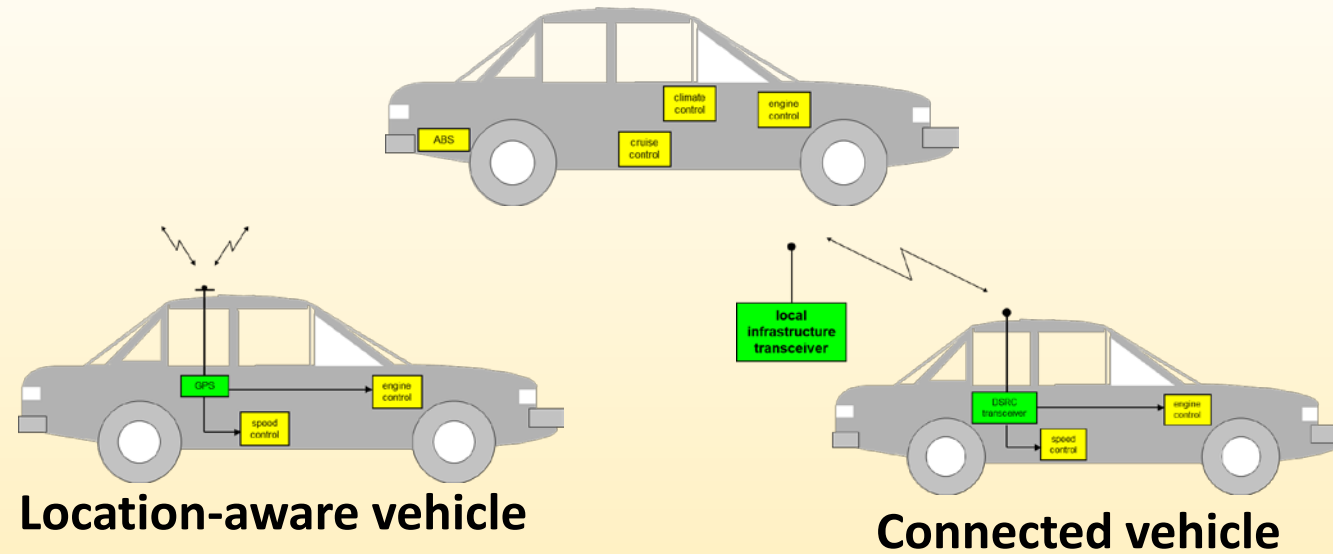 climate
control
engine
control
ABS
cruise
control
local
infrastructure
transceiver
GPS
engine
control
speed
control
DSRC
transceiver
engine
control
speed
control
Location-aware vehicle
Connected vehicle